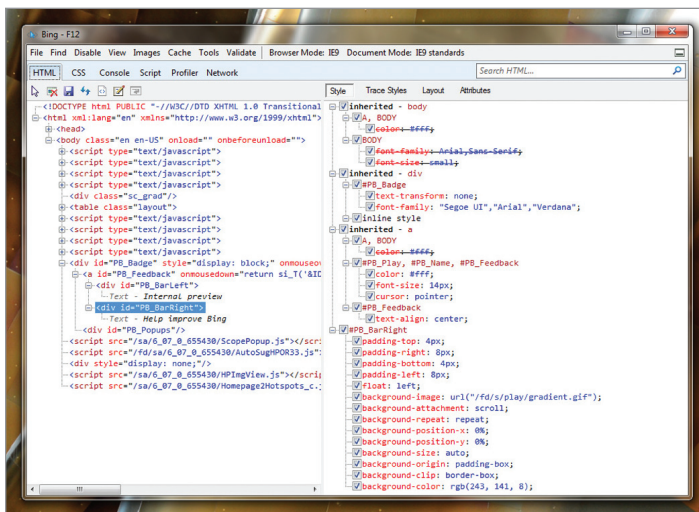 Bing - F12
File Find Disable View Images Cache Tools Validate Browser Mode: IE9 Document Mode: IE9 standards
HTML CSS Console Script Profiler Network Search HTML...
Style Trace Styles Layout Attributes
<!DOCTYPE html PUBLIC "-//W3C//DTD XHTML 1.0 Transitional
<html xml:lang="en" xmlns="http://www.w3.org/1999/xhtml">
<head>
<body class="en en-US" onload="" onbeforeunload="">
<script type="text/javascript">
<script type="text/javascript">
<script type="text/javascript">
<div class="sc_grad"/>
<table class="layout">
<script type="text/javascript">
<script type="text/javascript">
<script type="text/javascript">
<script type="text/javascript">
<div id="PB_Badge" style="display: block;" onmouseov
<a id="PB_Feedback" onmousedown="return si_T('&ID
<div id="PB_BarLeft">
Text - Internal preview
<div id="PB_BarRight">
Text - Help improve Bing
<div id="PB_Popups"/>
<script src="/sa/6_07_0_655430/ScopePopup.js"></scr
<script src="/fd/sa/6_07_0_655430/AutoSugHPOR33.js">
<div style="display: none;"/>
<script src="/sa/6_07_0_655430/HPImgView.js"></scrip
<script src="/sa/6_07_0_655430/Homepage2Hotspots_c.j
inherited - body
A, BODY
color: #fff;
BODY
font-family: Arial,Sans-Serif;
font-size: small;
inherited - div
#PB_Badge
text-transform: none;
font-family: "Segoe UI","Arial","Verdana";
inline style
inherited - a
A, BODY
color: #fff;
#PB_Play, #PB_Name, #PB_Feedback
color: #fff;
font-size: 14px;
cursor: pointer;
#PB_Feedback
text-align: center;
#PB_BarRight
padding-top: 4px;
padding-right: 8px;
padding-bottom: 4px;
padding-left: 8px;
float: left;
background-image: url("/fd/s/play/gradient.gif");
background-attachment: scroll;
background-repeat: repeat;
background-position-x: 0%;
background-position-y: 0%;
background-size: auto;
background-origin: padding-box;
background-clip: border-box;
background-color: rgb(243, 141, 8);